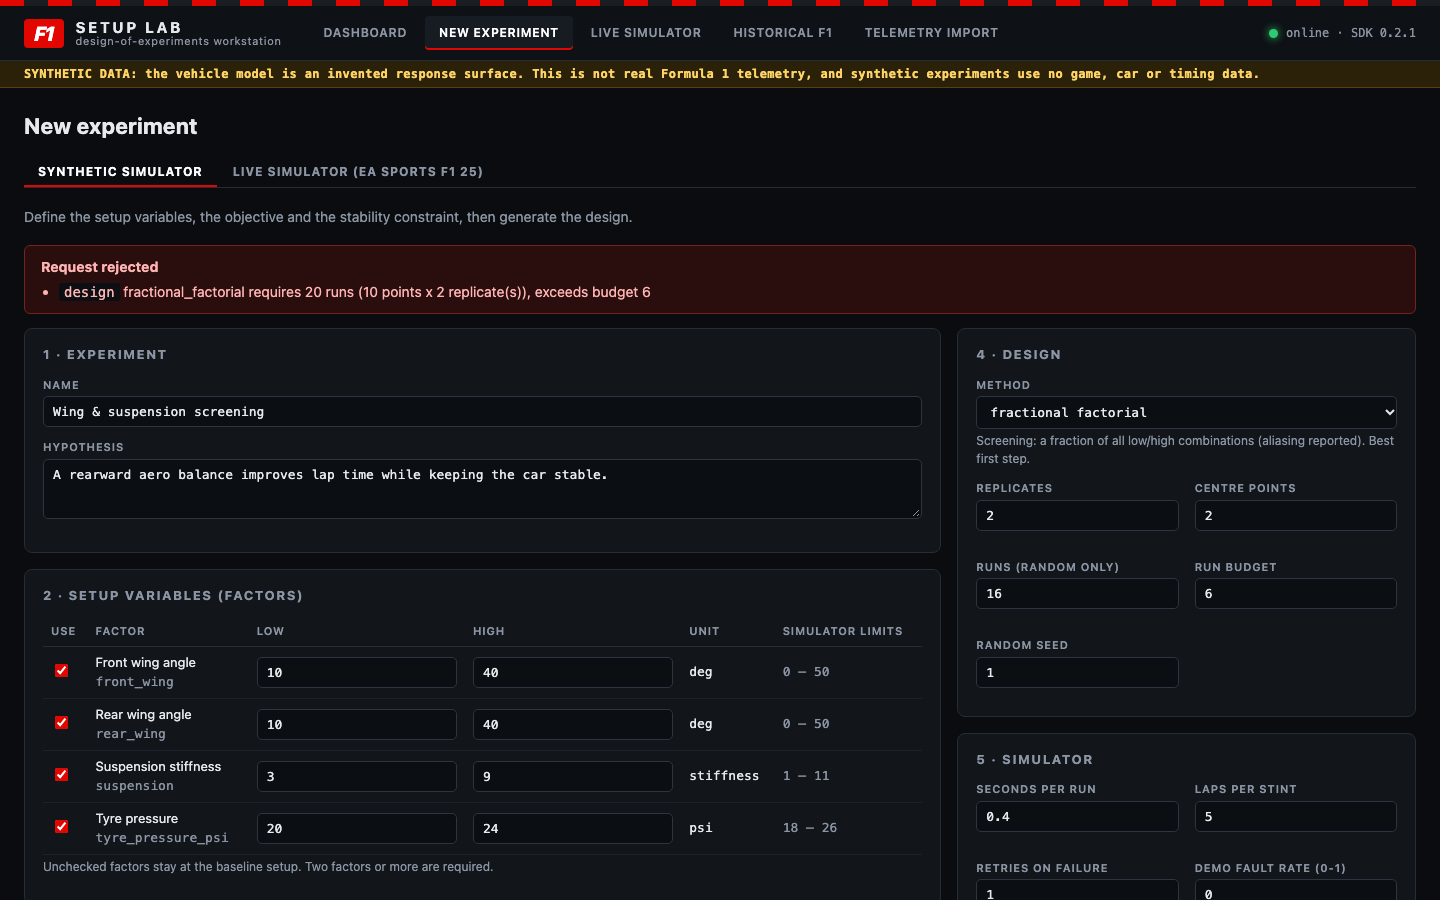 F1 SETUP LAB
design-of-experiments workstation
DASHBOARD NEW EXPERIMENT LIVE SIMULATOR HISTORICAL F1 TELEMETRY IMPORT
online · SDK 0.2.1
SYNTHETIC DATA: the vehicle model is an invented response surface. This is not real Formula 1 telemetry, and synthetic experiments use no game, car or timing data.
New experiment
SYNTHETIC SIMULATOR LIVE SIMULATOR (EA SPORTS F1 25)
Define the setup variables, the objective and the stability constraint, then generate the design.
Request rejected
• design fractional_factorial requires 20 runs (10 points x 2 replicate(s)), exceeds budget 6
1 · EXPERIMENT
NAME
Wing & suspension screening
HYPOTHESIS
A rearward aero balance improves lap time while keeping the car stable.
2 · SETUP VARIABLES (FACTORS)
USE FACTOR LOW HIGH UNIT SIMULATOR LIMITS
Front wing angle
front_wing
10 40 deg 0 – 50
Rear wing angle
rear_wing
10 40 deg 0 – 50
Suspension stiffness
suspension
3 9 stiffness 1 – 11
Tyre pressure
tyre_pressure_psi
20 24 psi 18 – 26
Unchecked factors stay at the baseline setup. Two factors or more are required.
4 · DESIGN
METHOD
fractional factorial
Screening: a fraction of all low/high combinations (aliasing reported). Best
first step.
REPLICATES CENTRE POINTS
2 2
RUNS (RANDOM ONLY) RUN BUDGET
16 6
RANDOM SEED
1
5 · SIMULATOR
SECONDS PER RUN LAPS PER STINT
0.4 5
RETRIES ON FAILURE DEMO FAULT RATE (0-1)
1 0